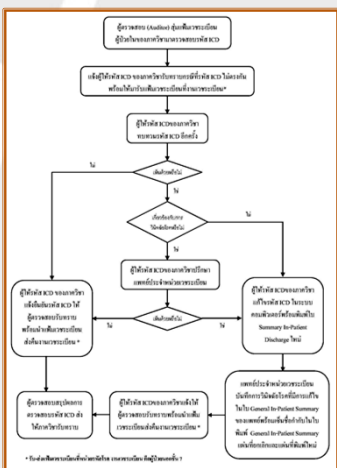 ผู้ตรวจสอบ (Auditor) สุ่มแฟ้มเวชระเบียน
ผู้ป่วยในของภาควิชามาตรวจสอบรหัส ICD
แจ้งผู้ให้รหัส ICD ของภาควิชารับทราบกรณีที่รหัส ICD ไม่ตรงกัน
พร้อมให้มารับแฟ้มเวชระเบียนที่งานเวชระเบียน*
ผู้ให้รหัส ICDของภาควิชา
ทบทวนรหัส ICD อีกครั้ง
เห็นด้วยหรือไม่
ไม่
ใช่
ใช่
ไม่
ผู้ให้รหัส ICDของภาควิชาปรึกษา
แพทย์ประจำหน่วยเวชระเบียน
ผู้ให้รหัส ICD ของภาควิชา
แจ้งยืนยันรหัส ICD ให้
ผู้ตรวจสอบรับทราบ
พร้อมนำแฟ้มเวชระเบียน
ส่งคืนงานเวชระเบียน *
ไม่
เห็นด้วยหรือไม่
ใช่
ผู้ให้รหัส ICDของภาควิชา
แก้ไขรหัส ICD ในระบบ
คอมพิวเตอร์พร้อมพิมพ์ใบ
Summary In-Patient
Discharge ใหม่
ผู้ตรวจสอบสรุปผลการ
ตรวจสอบรหัส ICD ส่ง
ให้ภาควิชารับทราบ
ผู้ให้รหัส ICD ของภาควิชาแจ้งให้
ผู้ตรวจสอบรับทราบพร้อมนำแฟ้ม
เวชระเบียนส่งคืนงานเวชระเบียน *
แพทย์ประจำหน่วยเวชระเบียน
บันทึกการวินิจฉัยโรคที่มีการแก้ไข
ในใบ General In-Patient Summary
ของแพทย์พร้อมเซ็นชื่อกำกับในใบ
พิมพ์ General In-Patient Summary